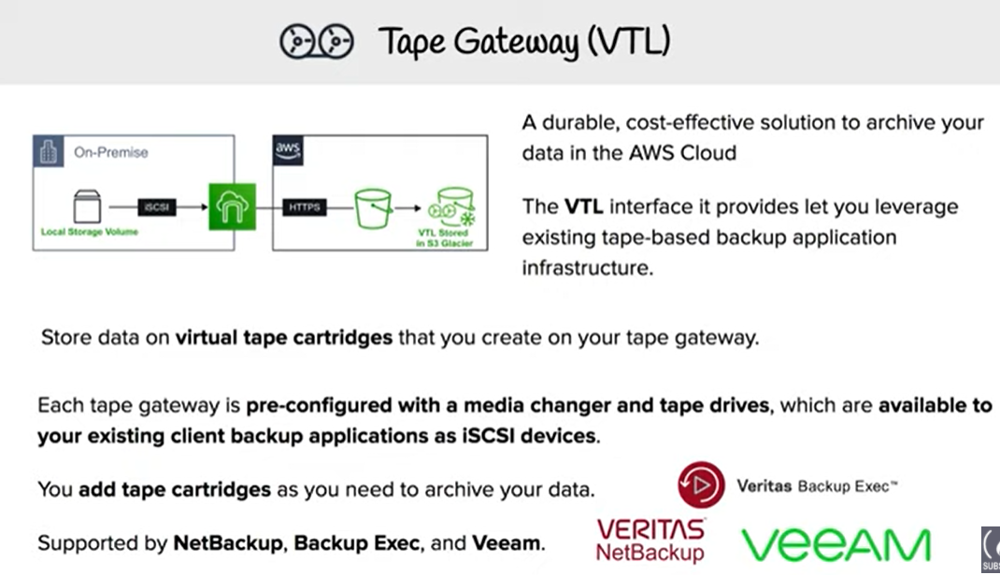 Tape Gateway (VTL)
On-Premise
iSCSI
Local Storage Volume
aws
HTTPS
VTL Stored
in S3 Glacier
A durable, cost-effective solution to archive your
data in the AWS Cloud
The VTL interface it provides let you leverage
existing tape-based backup application
infrastructure.
Store data on virtual tape cartridges that you create on your tape gateway.
Each tape gateway is pre-configured with a media changer and tape drives, which are available to
your existing client backup applications as iSCSI devices.
You add tape cartridges as you need to archive your data.
Veritas Backup Exec™
Supported by NetBackup, Backup Exec, and Veeam.
VERITAS
NetBackup
veeAM